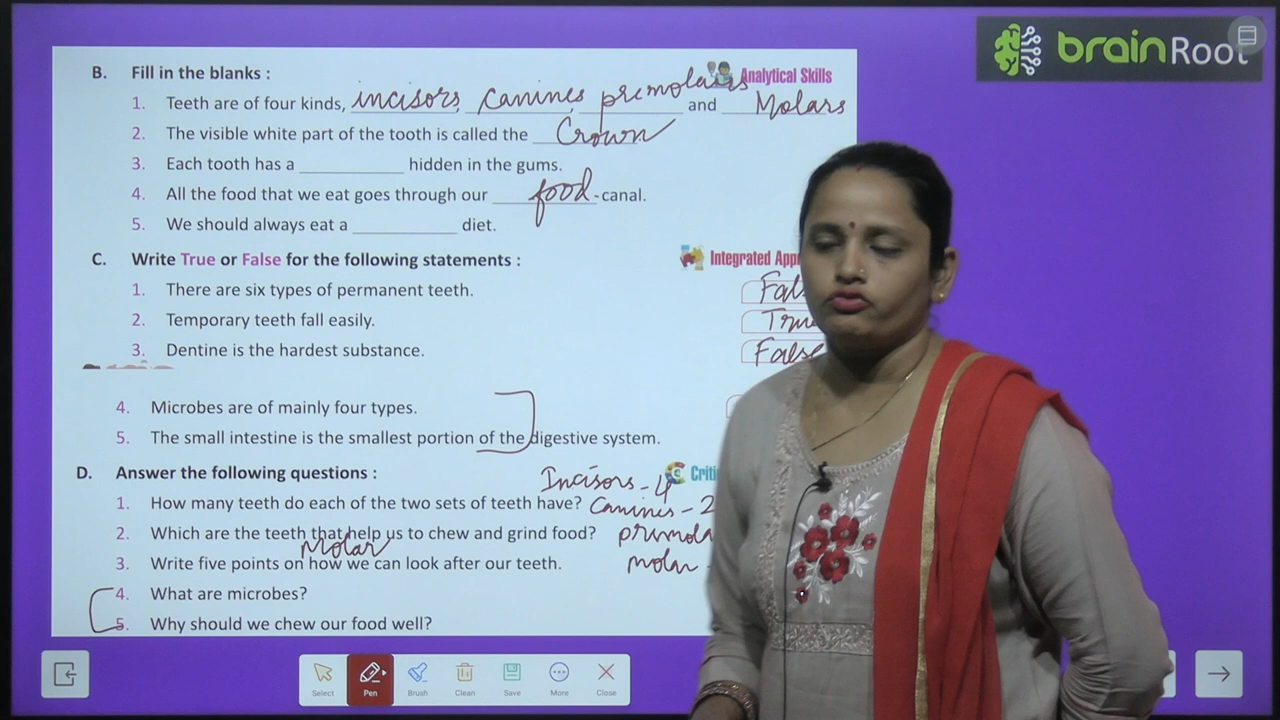 brainRoot
B. Fill in the blanks :
Analytical Skills
1. Teeth are of four kinds, incisors, canines, premolars and Molars
2. The visible white part of the tooth is called the Crown.
3. Each tooth has a __________ hidden in the gums.
4. All the food that we eat goes through our food-canal.
5. We should always eat a __________ diet.
C. Write True or False for the following statements :
Integrated
1. There are six types of permanent teeth.
2. Temporary teeth fall easily.
3. Dentine is the hardest substance. False
4. Microbes are of mainly four types.
5. The small intestine is the smallest portion of the digestive system.
D. Answer the following questions :
Incisors - 4
1. How many teeth do each of the two sets of teeth have? Canines - 2
2. Which are the teeth that help us to chew and grind food?
Molar
3. Write five points on how we can look after our teeth. molar
4. What are microbes?
5. Why should we chew our food well?
Select Pen Brush Clean Save More Close